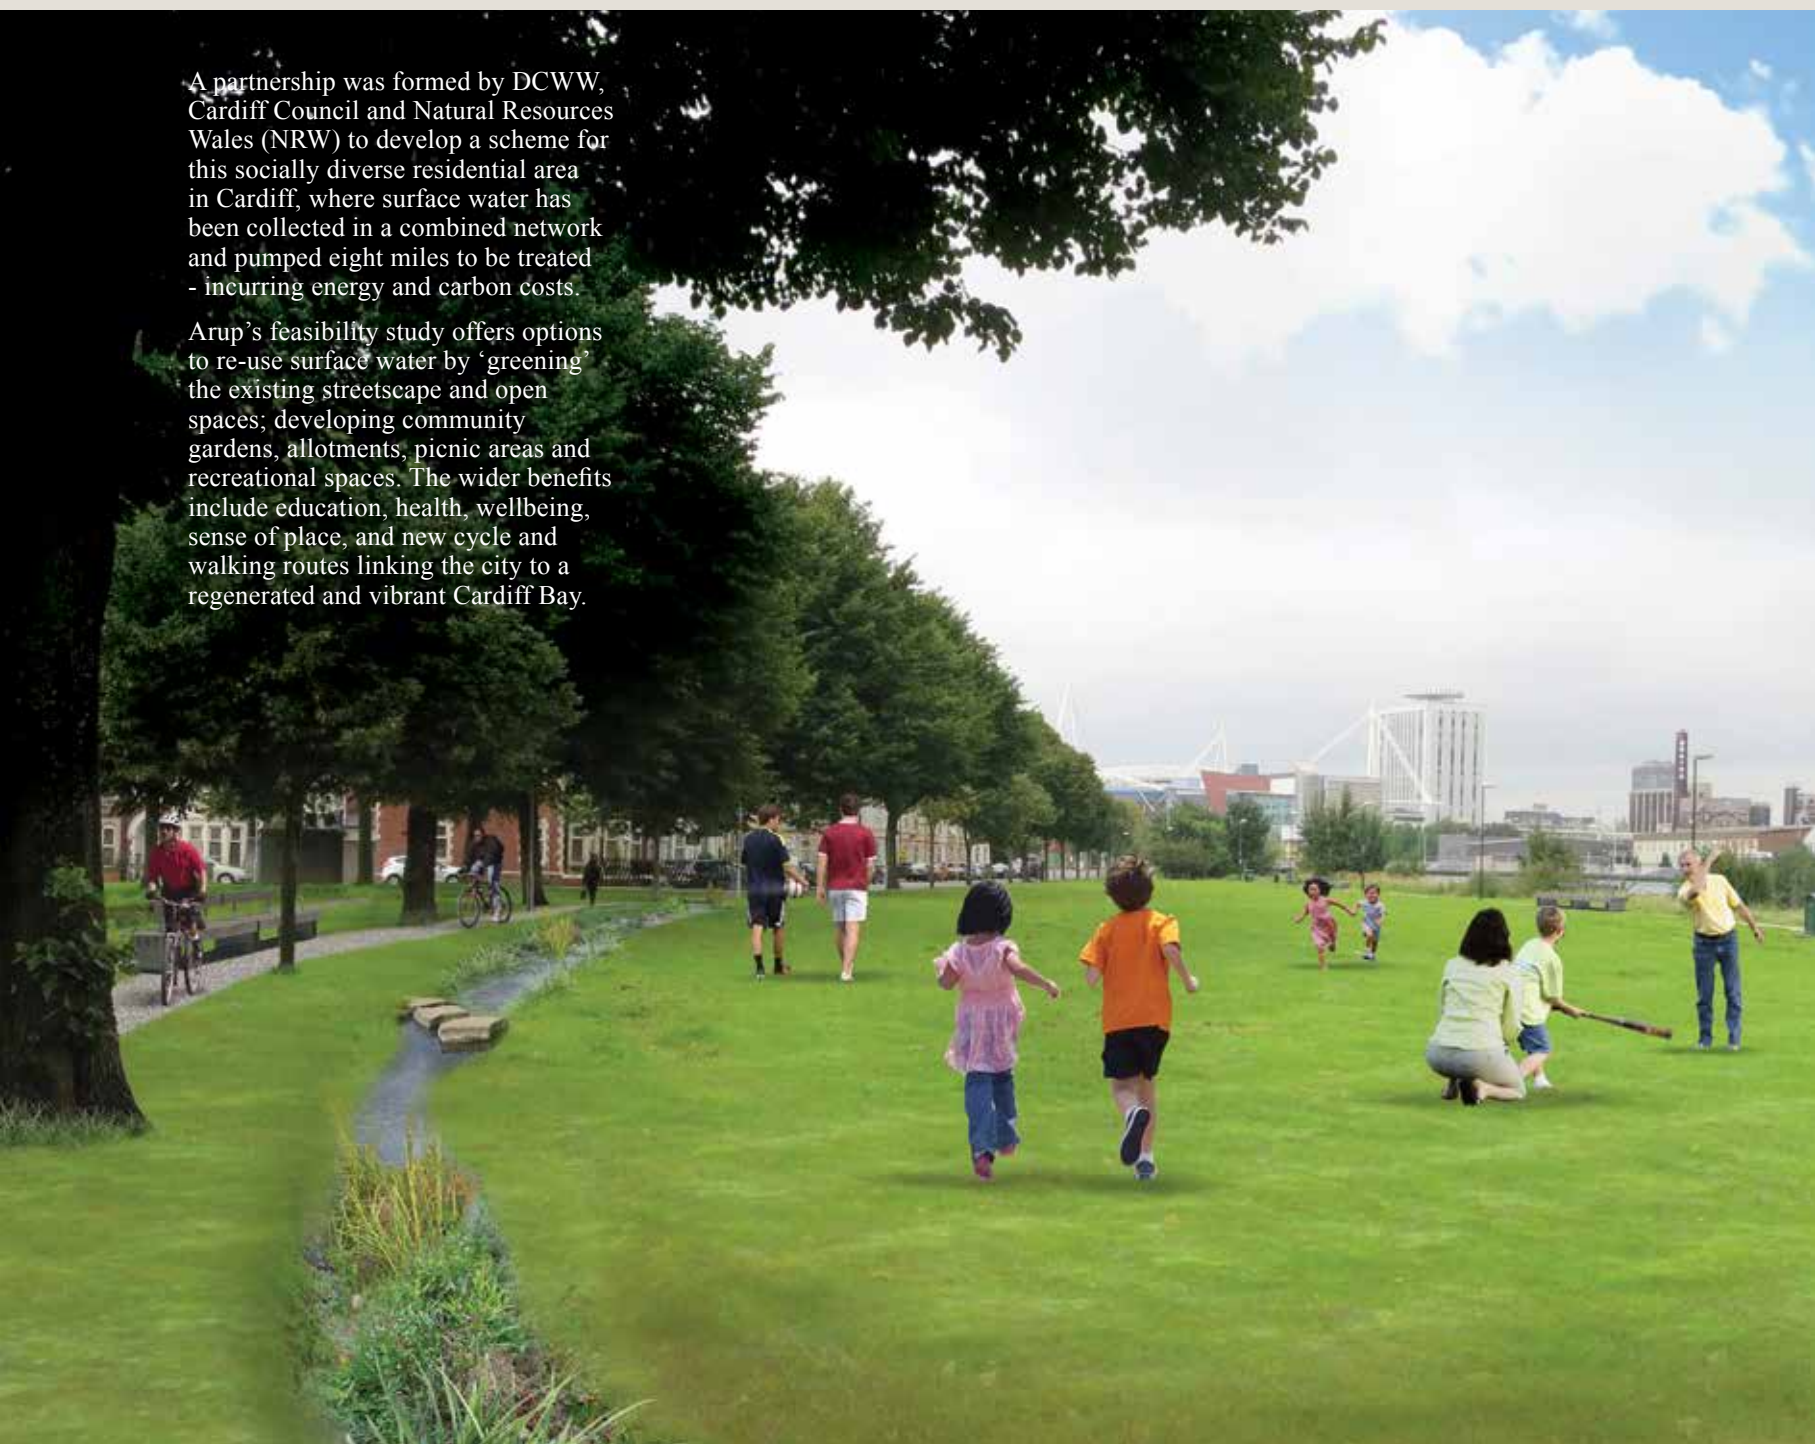 A partnership was formed by DCWW,
Cardiff Council and Natural Resources
Wales (NRW) to develop a scheme for
this socially diverse residential area
in Cardiff, where surface water has
been collected in a combined network
and pumped eight miles to be treated
- incurring energy and carbon costs.
Arup’s feasibility study offers options
to re-use surface water by ‘greening’
the existing streetscape and open
spaces; developing community
gardens, allotments, picnic areas and
recreational spaces. The wider benefits
include education, health, wellbeing,
sense of place, and new cycle and
walking routes linking the city to a
regenerated and vibrant Cardiff Bay.